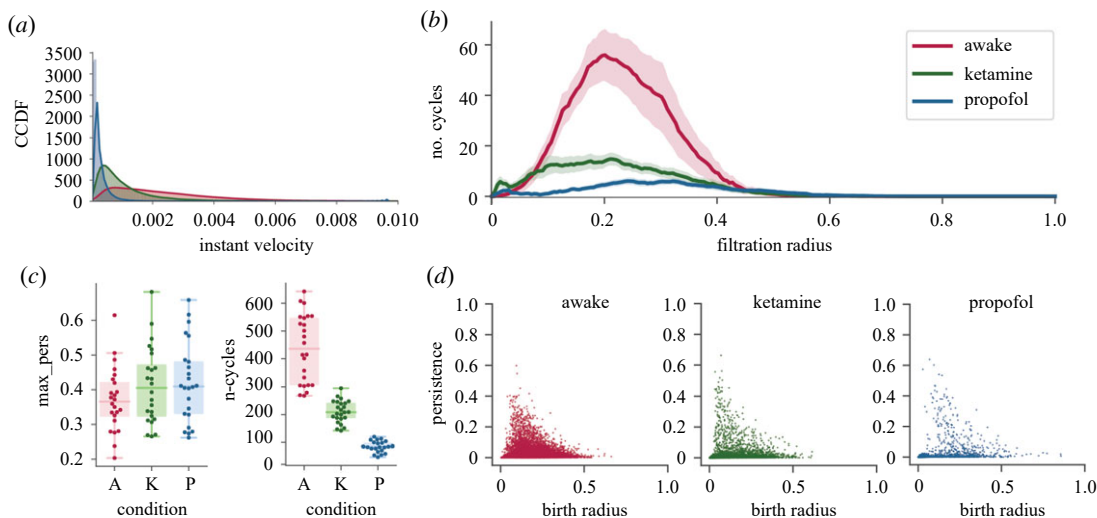 (a)
3500
3000
2500
2000
1500
1000
500
0
CCDF
0.002 0.004 0.006 0.008 0.010
instant velocity
(b)
60
40
20
0
no. cycles
awake
ketamine
propofol
0 0.2 0.4 0.6 0.8 1.0
filtration radius
(c)
0.6
0.5
0.4
0.3
0.2
max_pers
A K P
condition
600
500
400
300
200
100
0
n-cycles
A K P
condition
(d)
awake ketamine propofol
1.0 1.0 1.0
0.8 0.8 0.8
0.6 0.6 0.6
0.4 0.4 0.4
0.2 0.2 0.2
0 0 0
persistence
0 0.5 1.0 0 0.5 1.0 0 0.5 1.0
birth radius birth radius birth radius